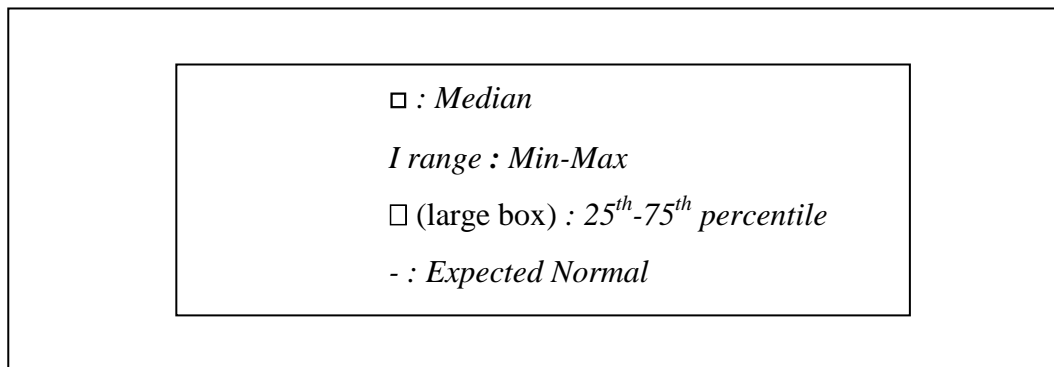 □ : Median
I range : Min-Max
□ (large box) : 25th-75th percentile
- : Expected Normal